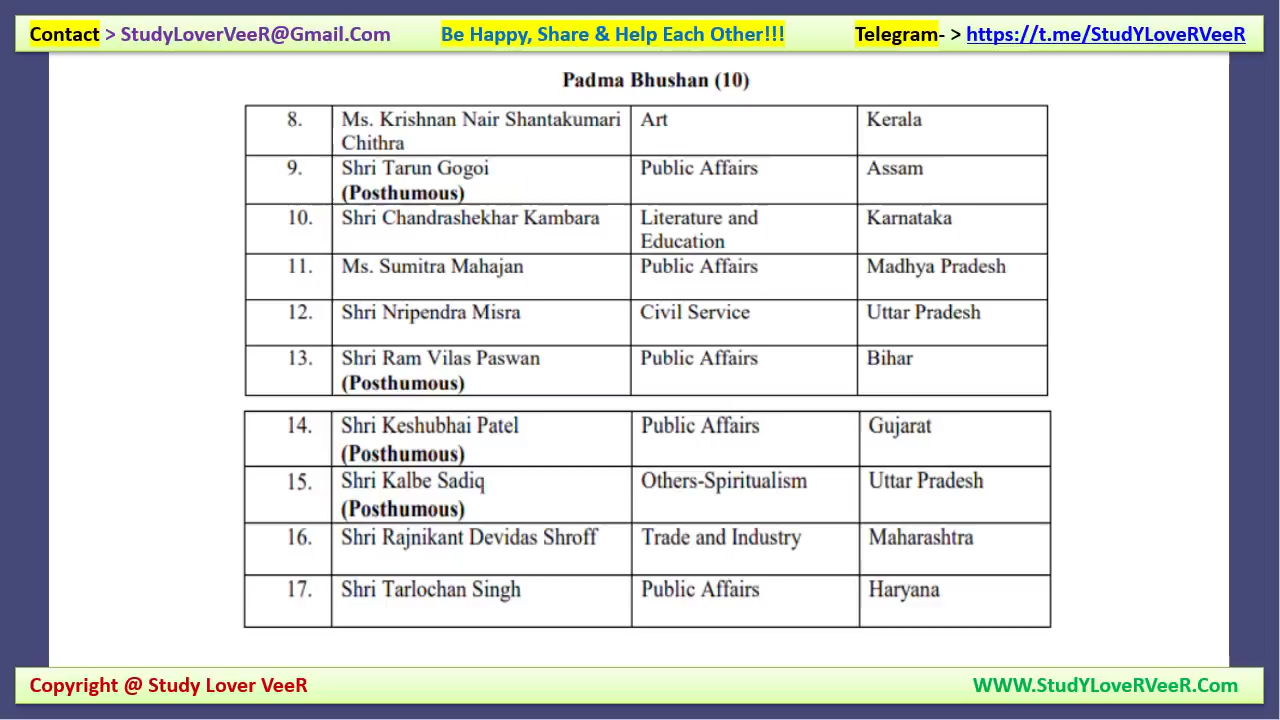 Contact > StudyLoverVeeR@Gmail.Com Be Happy, Share & Help Each Other!!! Telegram- > https://t.me/StudYLoveRVeeR
Padma Bhushan (10)
8. Ms. Krishnan Nair Shantakumari Art Kerala
Chithra
9. Shri Tarun Gogoi Public Affairs Assam
(Posthumous)
10. Shri Chandrashekhar Kambara Literature and Karnataka
Education
11. Ms. Sumitra Mahajan Public Affairs Madhya Pradesh
12. Shri Nripendra Misra Civil Service Uttar Pradesh
13. Shri Ram Vilas Paswan Public Affairs Bihar
(Posthumous)
14. Shri Keshubhai Patel Public Affairs Gujarat
(Posthumous)
15. Shri Kalbe Sadiq Others-Spiritualism Uttar Pradesh
(Posthumous)
16. Shri Rajnikant Devidas Shroff Trade and Industry Maharashtra
17. Shri Tarlochan Singh Public Affairs Haryana
Copyright @ Study Lover VeeR WWW.StudYLoveRVeeR.Com